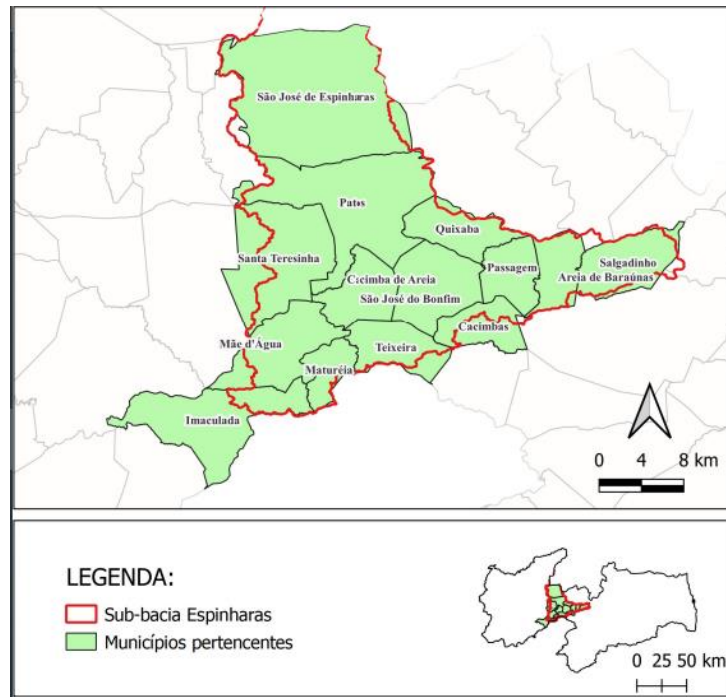 São José de Espinharas
Patos
Quixaba
Santa Teresinha
Cacimba de Areia
Passagem
Salgadinho
Areia de Baraúnas
São José do Bonfim
Cacimbas
Mãe d'Água
Teixeira
Maturéia
Imaculada
0 4 8 km
LEGENDA:
Sub-bacia Espinharas
Municípios pertencentes
0 25 50 km